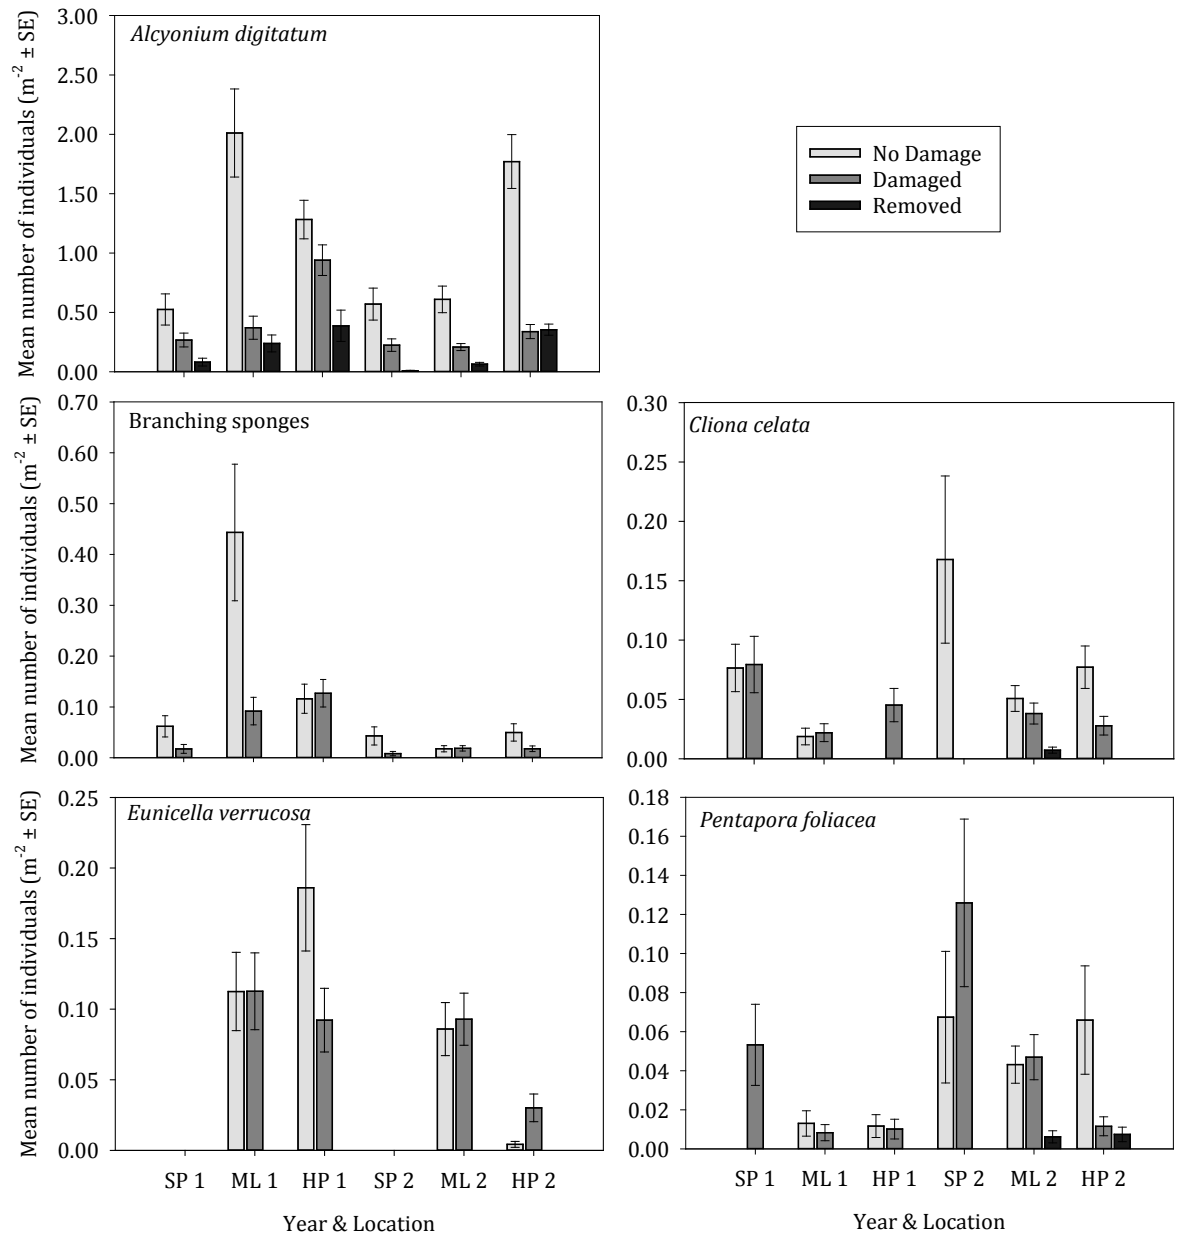 Mean number of individuals (m⁻² ± SE)
3.00
2.50
2.00
1.50
1.00
0.50
0.00
Alcyonium digitatum
No Damage
Damaged
Removed
Mean number of individuals (m⁻² ± SE)
0.70
0.60
0.50
0.40
0.30
0.20
0.10
0.00
Branching sponges
0.30
0.25
0.20
0.15
0.10
0.05
0.00
Cliona celata
Mean number of individuals (m⁻² ± SE)
0.25
0.20
0.15
0.10
0.05
0.00
Eunicella verrucosa
SP 1 ML 1 HP 1 SP 2 ML 2 HP 2
Year & Location
0.18
0.16
0.14
0.12
0.10
0.08
0.06
0.04
0.02
0.00
Pentapora foliacea
SP 1 ML 1 HP 1 SP 2 ML 2 HP 2
Year & Location